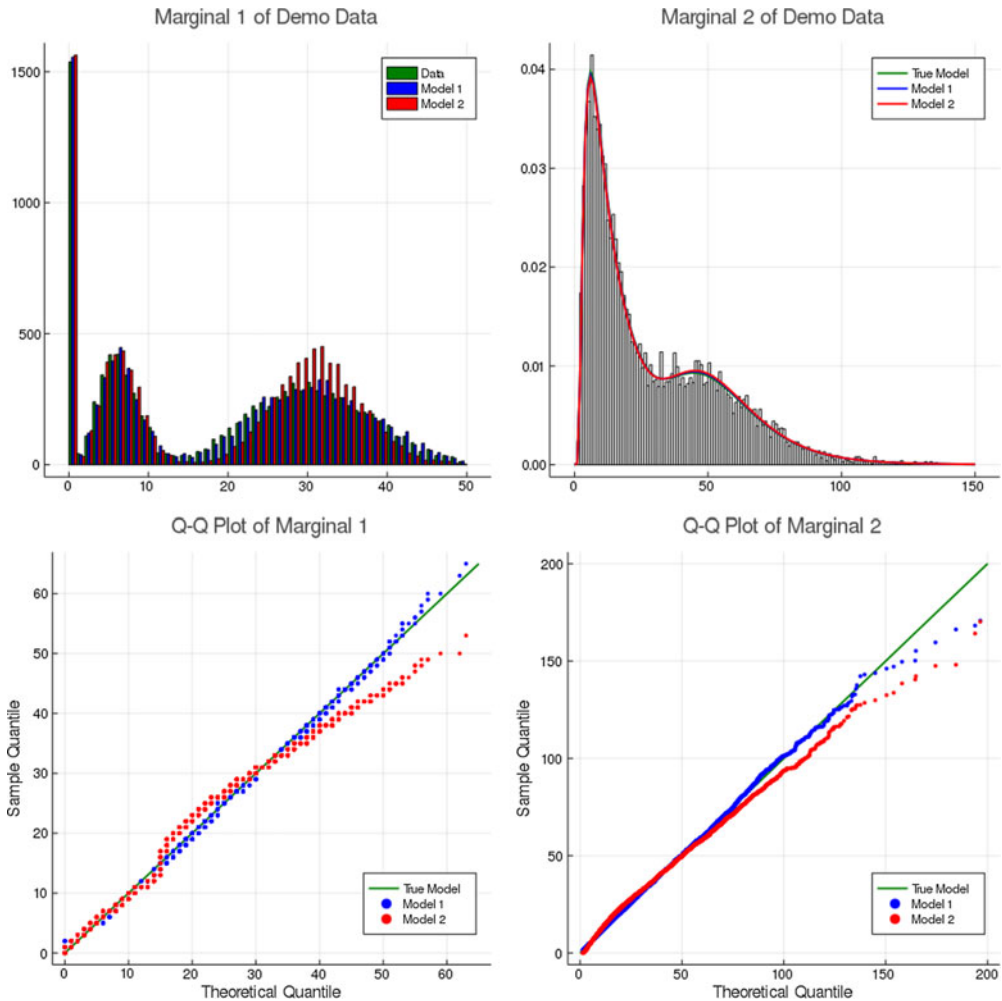 Marginal 1 of Demo Data
1500
1000
500
0
0 10 20 30 40 50
Data
Model 1
Model 2
Marginal 2 of Demo Data
0.04
0.03
0.02
0.01
0.00
0 50 100 150
True Model
Model 1
Model 2
Q-Q Plot of Marginal 1
Sample Quantile
60
50
40
30
20
10
0
0 10 20 30 40 50 60
Theoretical Quantile
True Model
Model 1
Model 2
Q-Q Plot of Marginal 2
Sample Quantile
200
150
100
50
0
0 50 100 150 200
Theoretical Quantile
True Model
Model 1
Model 2